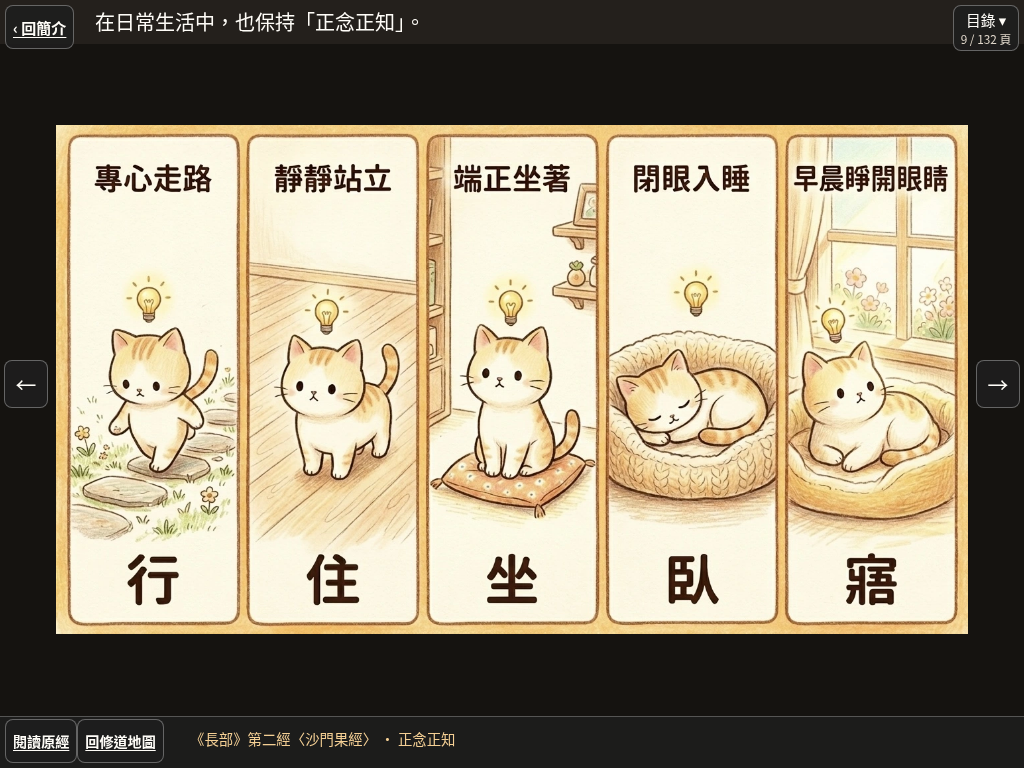 ‹ 回簡介
在日常生活中，也保持「正念正知」。
目錄 ▾
9 / 132 頁
專心走路
靜靜站立
端正坐著
閉眼入睡
早晨睜開眼睛
行
住
坐
臥
寤
←
→
閱讀原經
回修道地圖
《長部》第二經〈沙門果經〉 · 正念正知